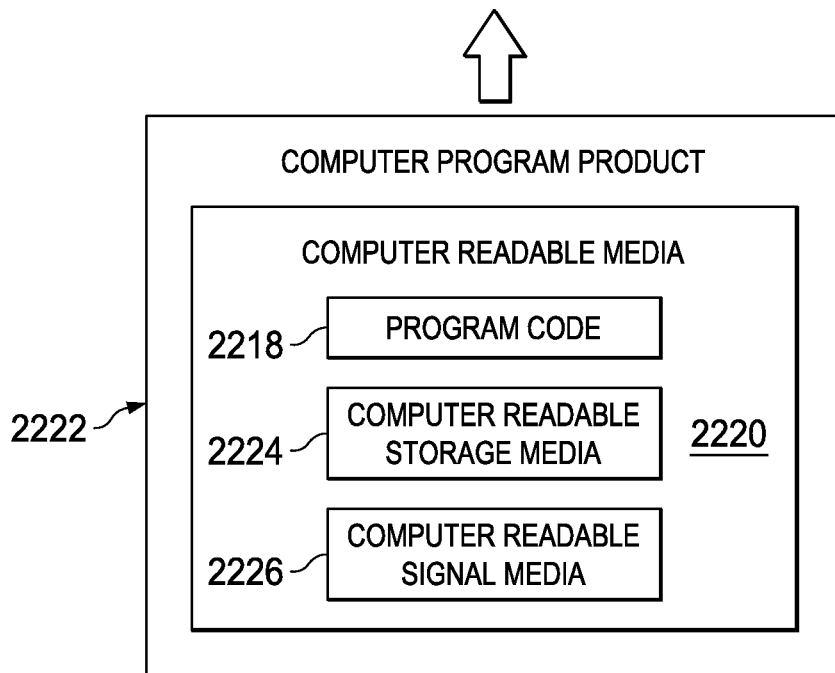 COMPUTER PROGRAM PRODUCT
COMPUTER READABLE MEDIA
2218
PROGRAM CODE
2222
2224
COMPUTER READABLE
STORAGE MEDIA
2220
2226
COMPUTER READABLE
SIGNAL MEDIA